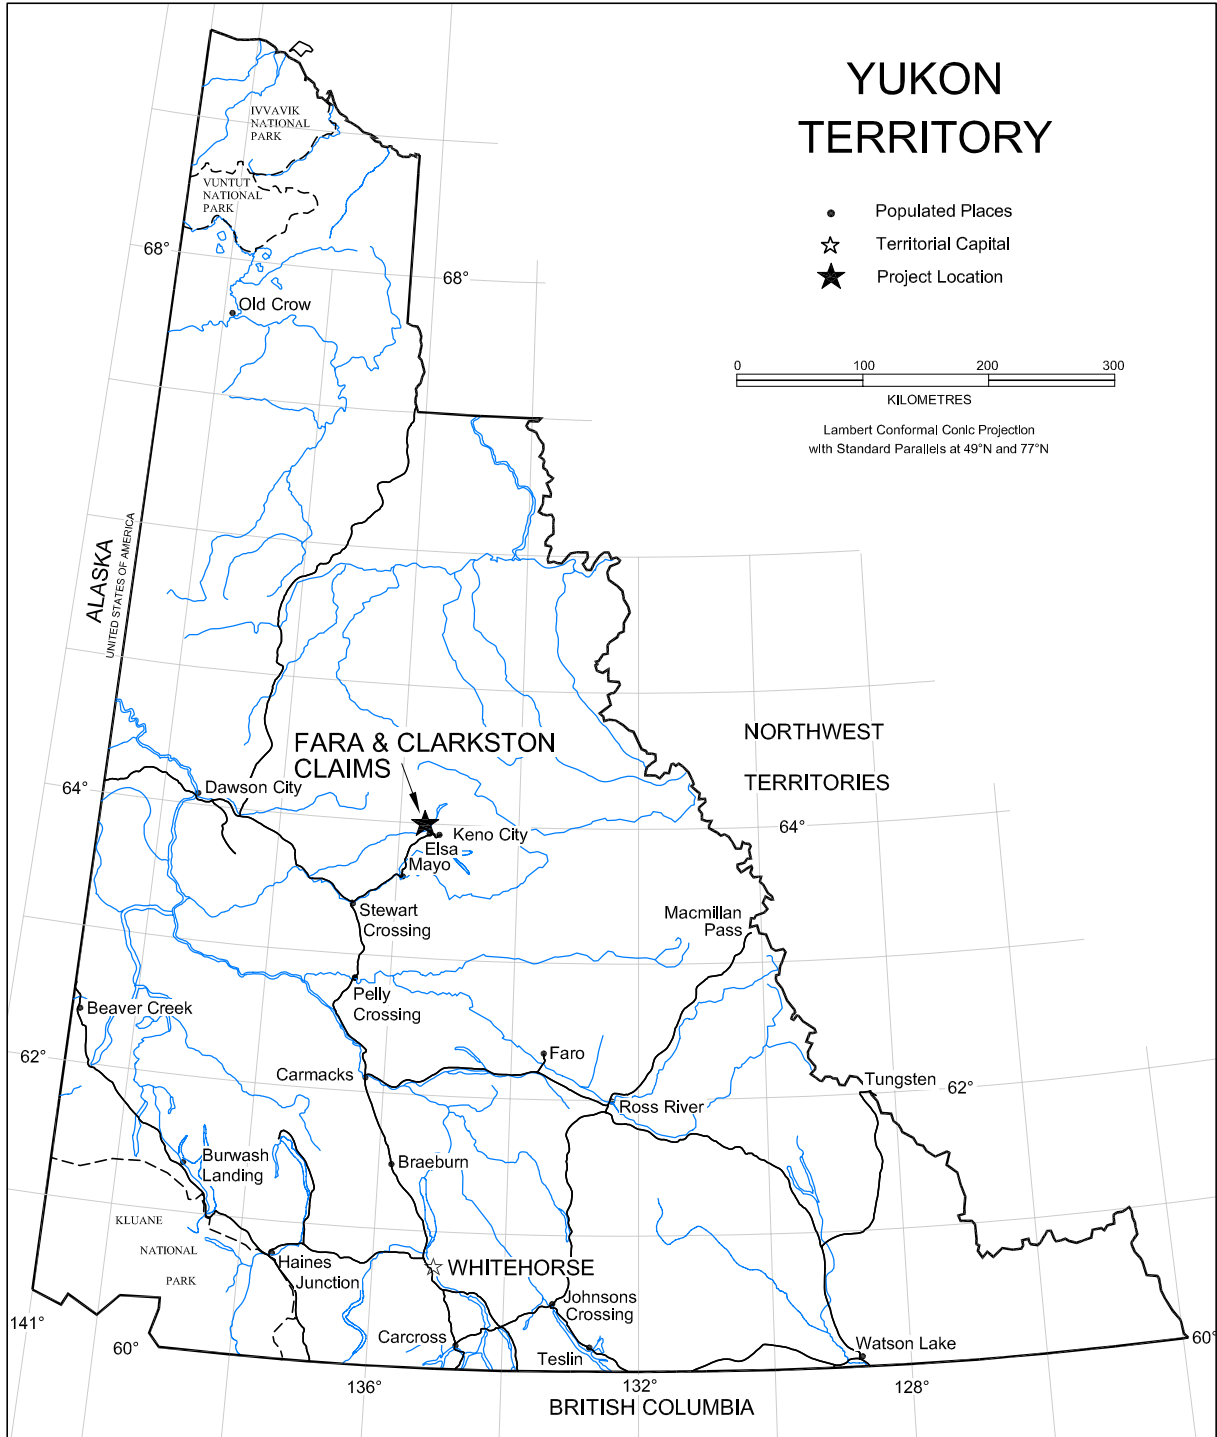 YUKON
TERRITORY
Populated Places
Territorial Capital
Project Location
0 100 200 300
KILOMETRES
Lambert Conformal Conic Projection
with Standard Parallels at 49°N and 77°N
IVVAVIK
NATIONAL
PARK
VUNTUT
NATIONAL
PARK
68°
68°
Old Crow
ALASKA
UNITED STATES OF AMERICA
NORTHWEST
TERRITORIES
FARA & CLARKSTON
CLAIMS
64°
Dawson City
64°
Keno City
Elsa
Mayo
Stewart
Crossing
Macmillan
Pass
Pelly
Crossing
Beaver Creek
62°
Faro
Carmacks
Tungsten
62°
Ross River
Burwash
Landing
Braeburn
KLUANE
NATIONAL
PARK
Haines
Junction
WHITEHORSE
Johnsons
Crossing
141°
60°
Carcross
Teslin
Watson Lake
60°
136°
132°
128°
BRITISH COLUMBIA